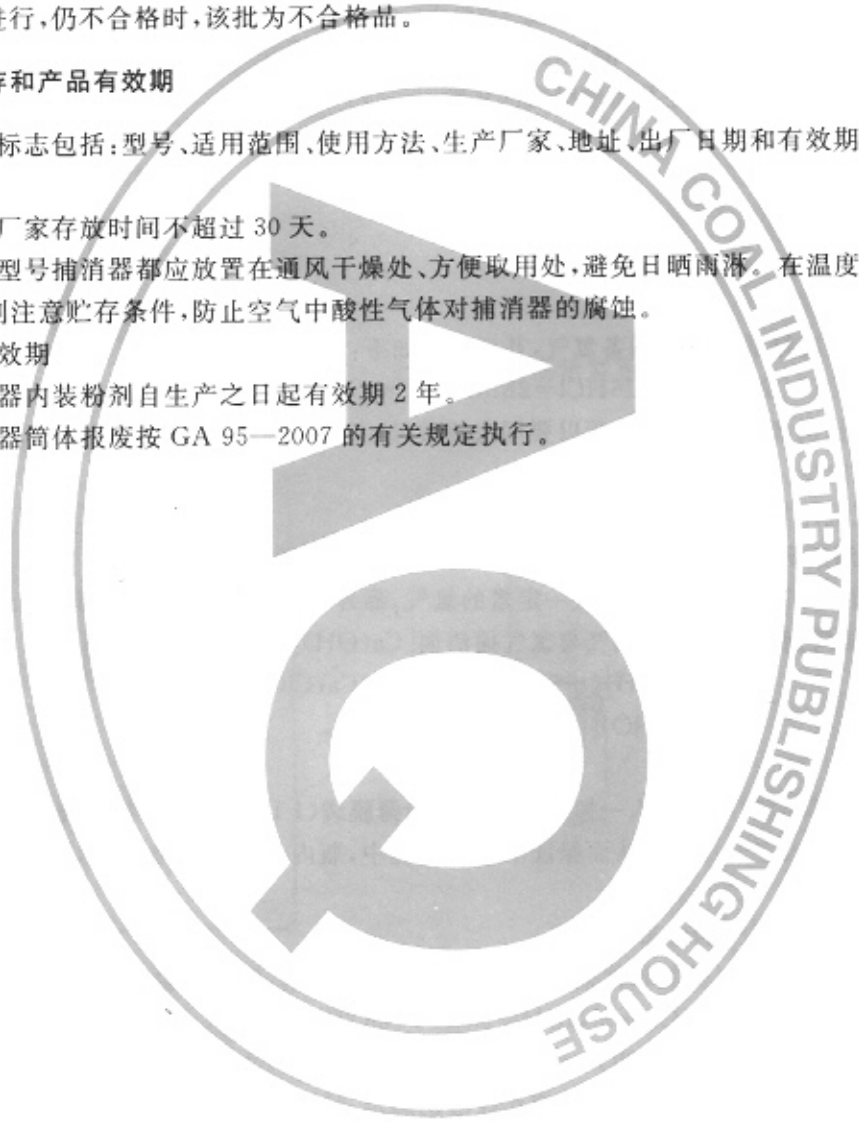 进行,仍不合格时,该批为不合格品。
存和产品有效期
标志包括:型号、适用范围、使用方法、生产厂家、地址、出厂日期和有效期
厂家存放时间不超过 30 天。
型号捕消器都应放置在通风干燥处、方便取用处,避免日晒雨淋。在温度
别注意贮存条件,防止空气中酸性气体对捕消器的腐蚀。
效期
器内装粉剂自生产之日起有效期 2 年。
器筒体报废按 GA 95—2007 的有关规定执行。
CHINA COAL INDUSTRY PUBLISHING HOUSE
AQ